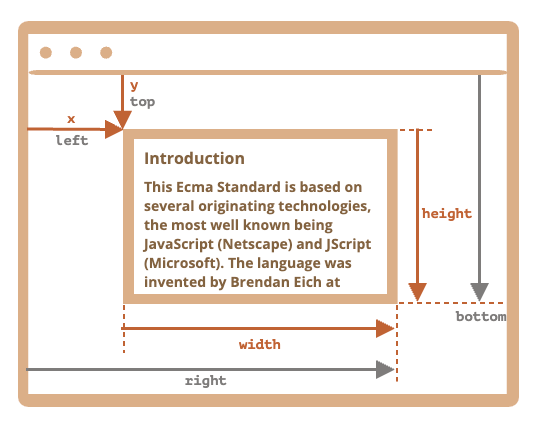 y
top
x
left
Introduction
This Ecma Standard is based on
several originating technologies,
the most well known being
JavaScript (Netscape) and JScript
(Microsoft). The language was
invented by Brendan Eich at
height
bottom
width
right